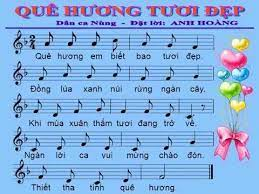 QUÊ HƯƠNG TƯƠI ĐẸP
Dân ca Nùng - Đặt lời: ANH HOÀNG
Quê hương em biết bao tươi đẹp.
Đồng lúa xanh núi rừng ngàn cây.
Khi mùa xuân thắm tươi đang trở về.
Ngàn lời ca vui mừng chào đón.
Thiết tha tình quê hương